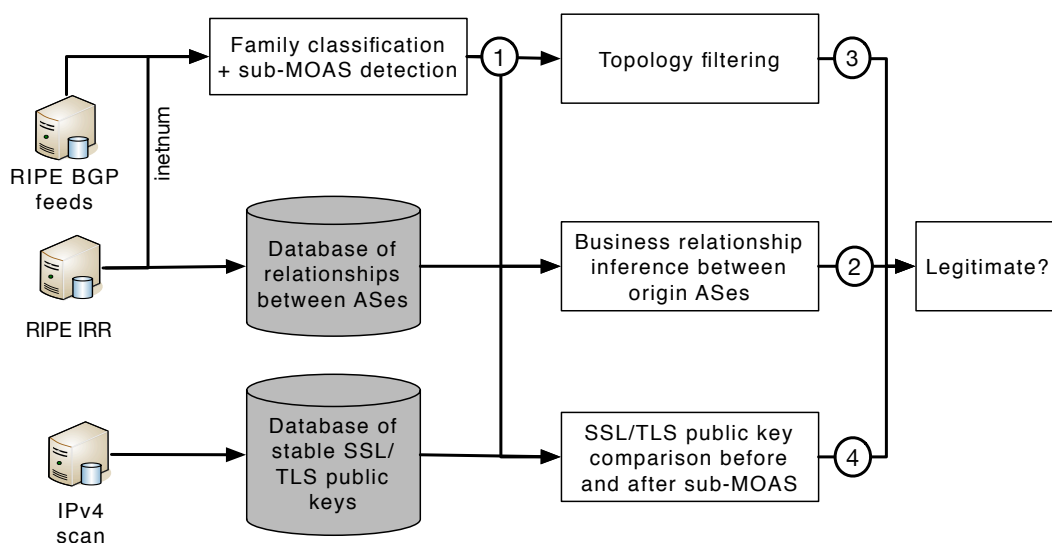 Family classification
+ sub-MOAS detection
1
Topology filtering
3
inetnum
RIPE BGP
feeds
Database of
relationships
between ASes
Business relationship
inference between
origin ASes
2
Legitimate?
RIPE IRR
Database of
stable SSL/
TLS public
keys
SSL/TLS public key
comparison before
and after sub-MOAS
4
IPv4
scan